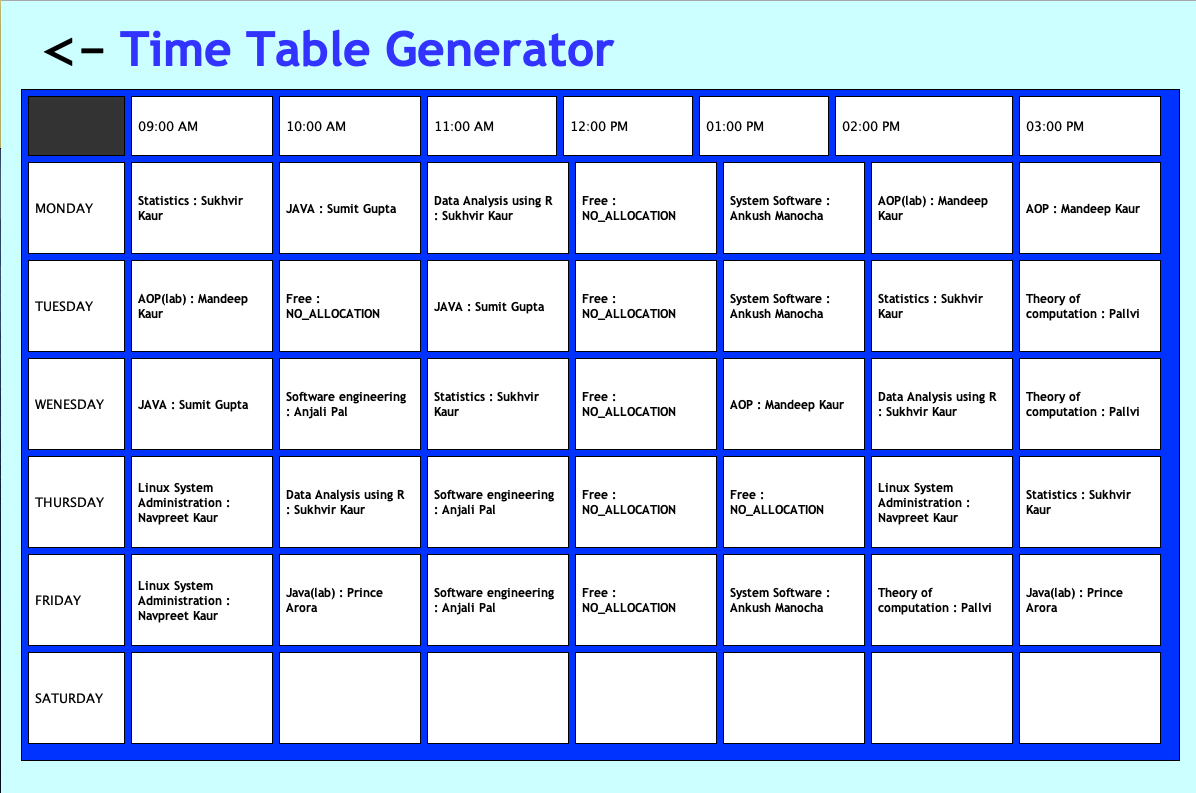 <- Time Table Generator
09:00 AM
10:00 AM
11:00 AM
12:00 PM
01:00 PM
02:00 PM
03:00 PM
MONDAY
Statistics : Sukhvir
Kaur
JAVA : Sumit Gupta
Data Analysis using R
: Sukhvir Kaur
Free :
NO_ALLOCATION
System Software :
Ankush Manocha
AOP(lab) : Mandeep
Kaur
AOP : Mandeep Kaur
TUESDAY
AOP(lab) : Mandeep
Kaur
Free :
NO_ALLOCATION
JAVA : Sumit Gupta
Free :
NO_ALLOCATION
System Software :
Ankush Manocha
Statistics : Sukhvir
Kaur
Theory of
computation : Pallvi
WENESDAY
JAVA : Sumit Gupta
Software engineering
: Anjali Pal
Statistics : Sukhvir
Kaur
Free :
NO_ALLOCATION
AOP : Mandeep Kaur
Data Analysis using R
: Sukhvir Kaur
Theory of
computation : Pallvi
THURSDAY
Linux System
Administration :
Navpreet Kaur
Data Analysis using R
: Sukhvir Kaur
Software engineering
: Anjali Pal
Free :
NO_ALLOCATION
Free :
NO_ALLOCATION
Linux System
Administration :
Navpreet Kaur
Statistics : Sukhvir
Kaur
FRIDAY
Linux System
Administration :
Navpreet Kaur
Java(lab) : Prince
Arora
Software engineering
: Anjali Pal
Free :
NO_ALLOCATION
System Software :
Ankush Manocha
Theory of
computation : Pallvi
Java(lab) : Prince
Arora
SATURDAY